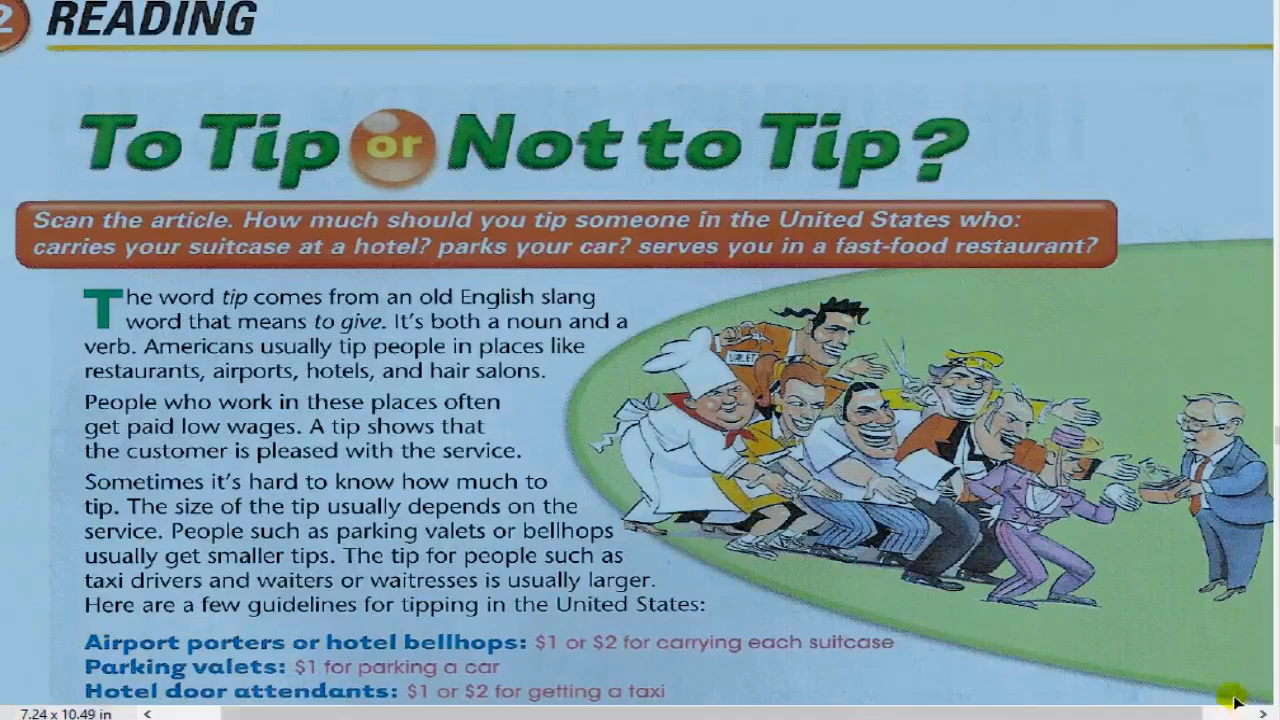 2 READING
To Tip or Not to Tip?
Scan the article. How much should you tip someone in the United States who:
carries your suitcase at a hotel? parks your car? serves you in a fast-food restaurant?
The word tip comes from an old English slang
word that means to give. It's both a noun and a
verb. Americans usually tip people in places like
restaurants, airports, hotels, and hair salons.
People who work in these places often
get paid low wages. A tip shows that
the customer is pleased with the service.
Sometimes it's hard to know how much to
tip. The size of the tip usually depends on the
service. People such as parking valets or bellhops
usually get smaller tips. The tip for people such as
taxi drivers and waiters or waitresses is usually larger.
Here are a few guidelines for tipping in the United States:
Airport porters or hotel bellhops: $1 or $2 for carrying each suitcase
Parking valets: $1 for parking a car
Hotel door attendants: $1 or $2 for getting a taxi
VALET
7.24 x 10.49 in